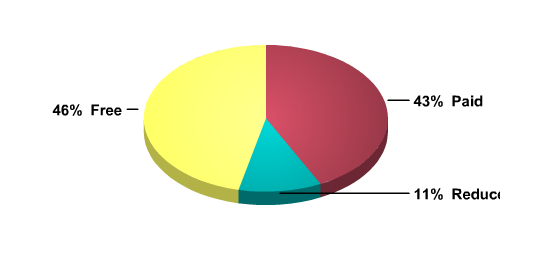 46% Free
43% Paid
11% Reduc